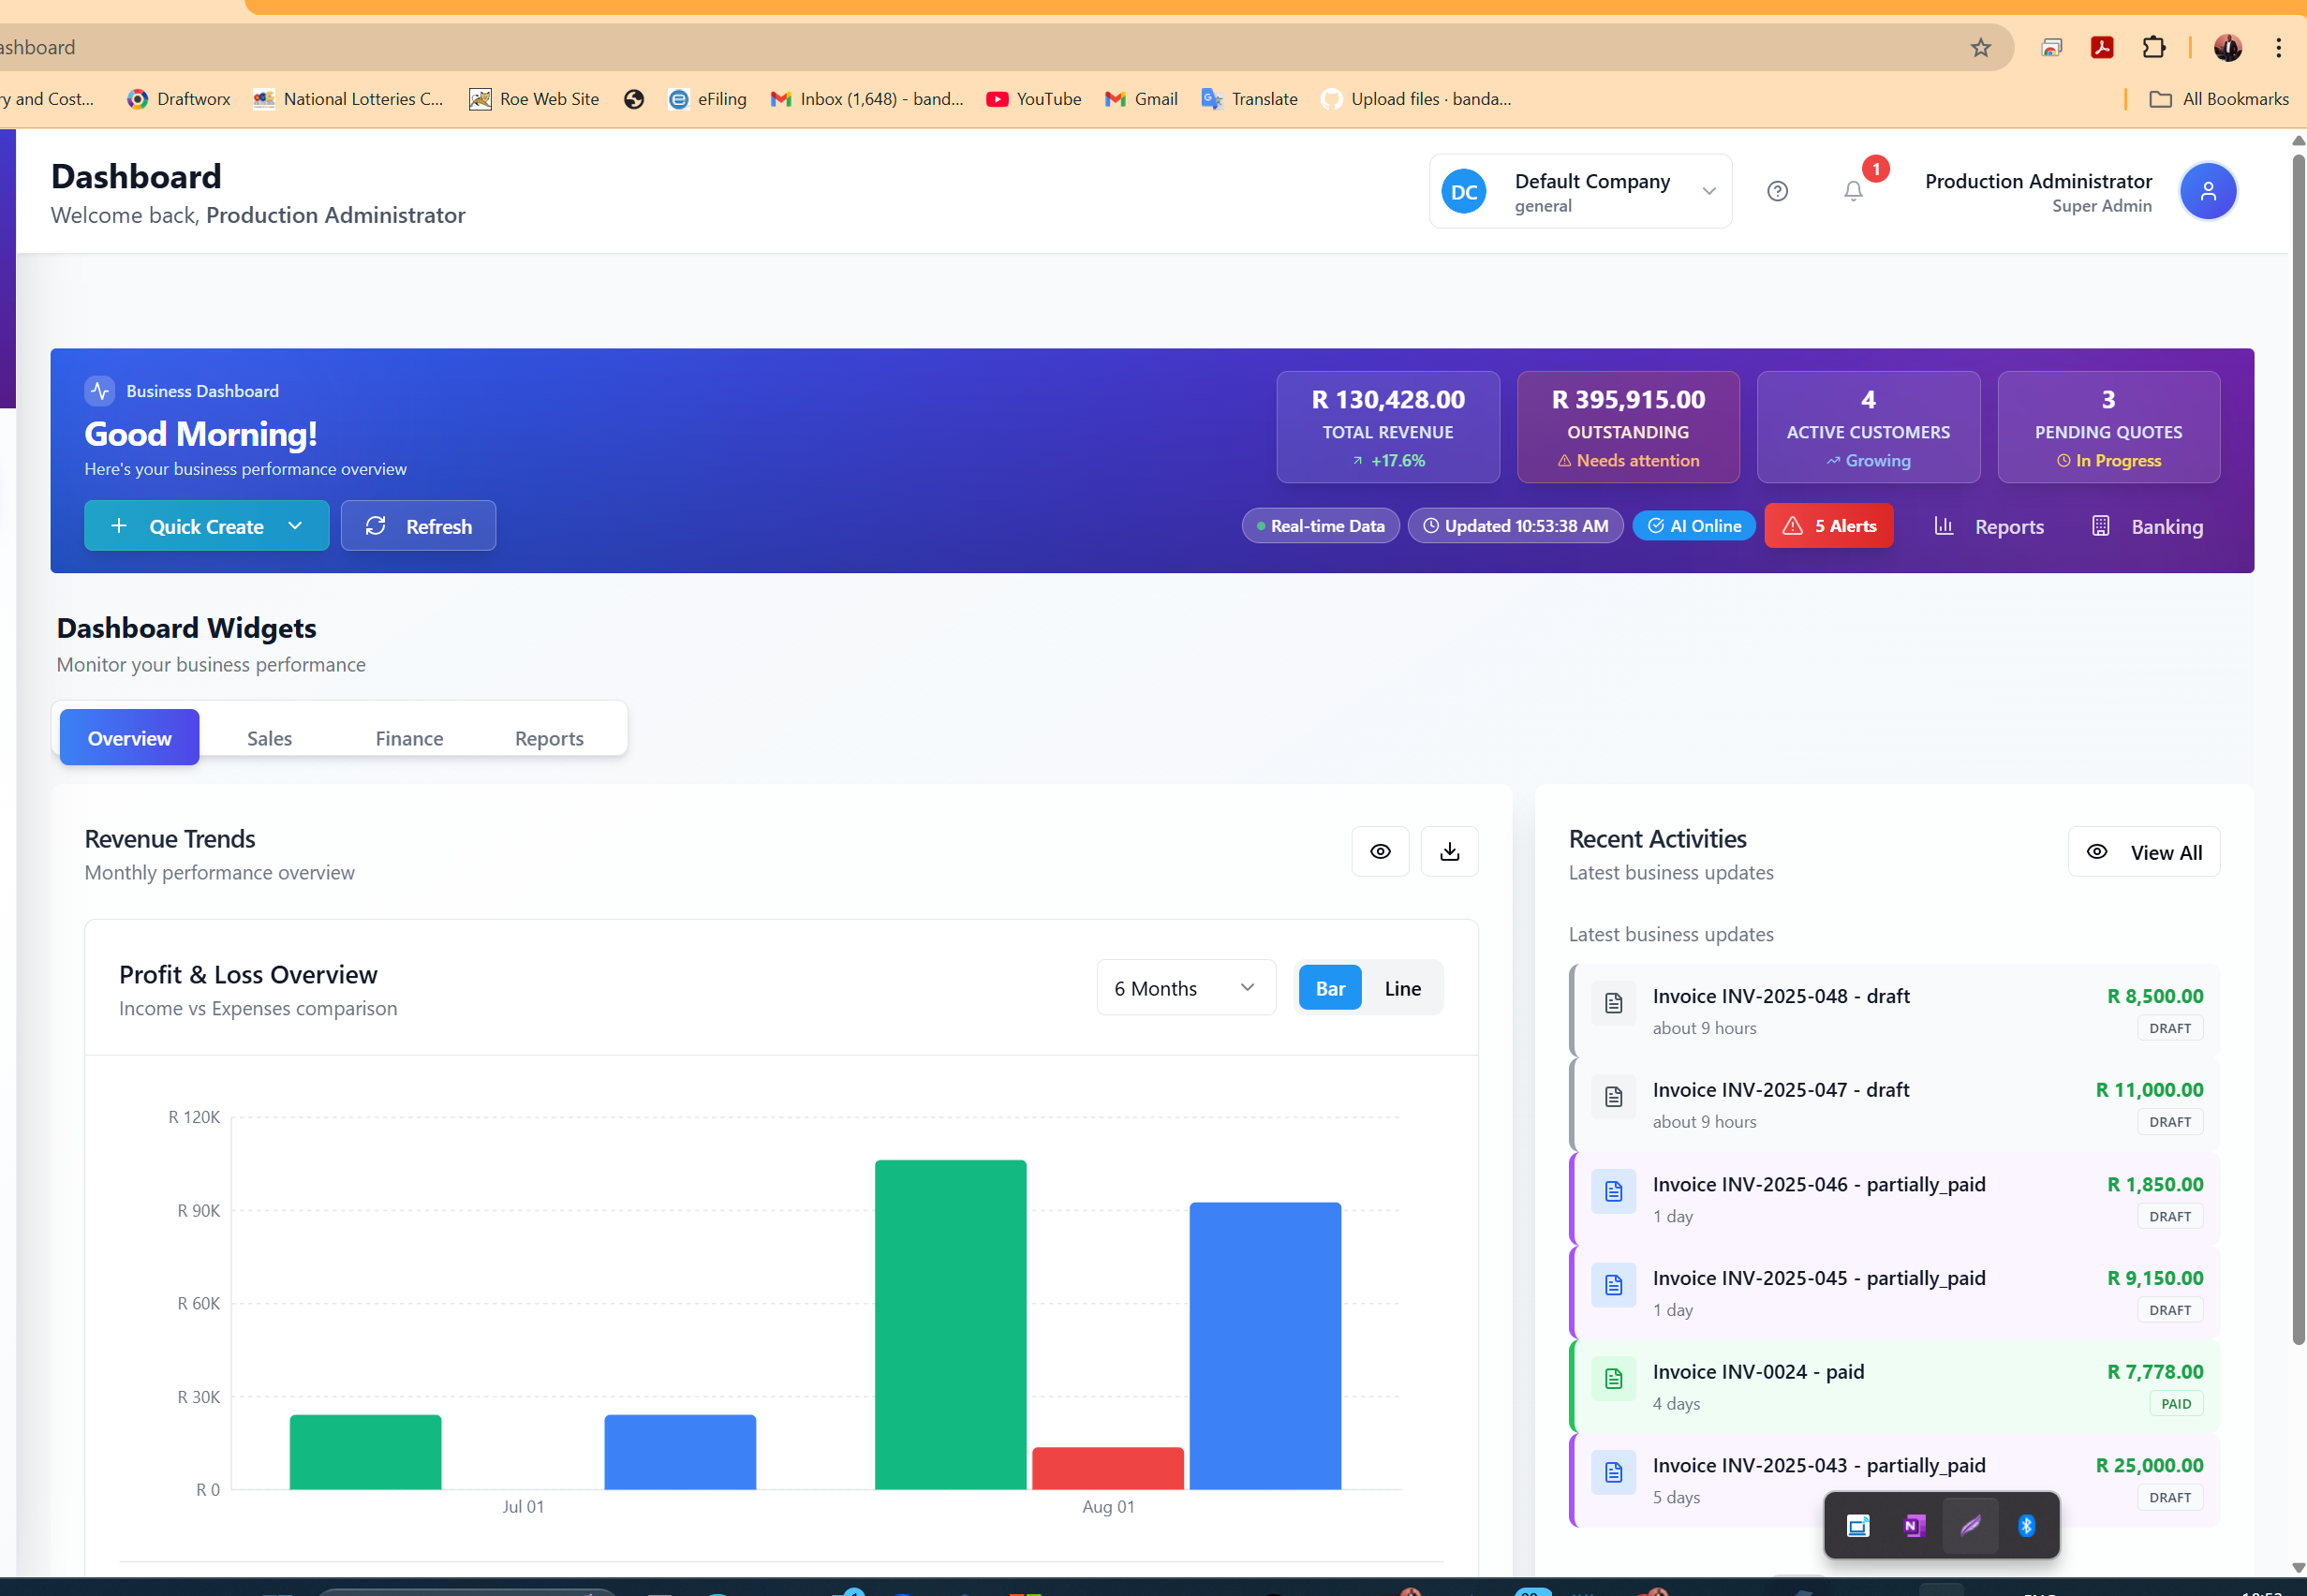 ashboard
ry and Cost...
Draftworx
National Lotteries C...
Roe Web Site
eFiling
Inbox (1,648) - band...
YouTube
Gmail
Translate
Upload files · banda...
All Bookmarks
Dashboard
Welcome back, Production Administrator
DC
Default Company
general
1
Production Administrator
Super Admin
Business Dashboard
Good Morning!
Here's your business performance overview
Quick Create
Refresh
R 130,428.00
TOTAL REVENUE
+17.6%
R 395,915.00
OUTSTANDING
Needs attention
4
ACTIVE CUSTOMERS
Growing
3
PENDING QUOTES
In Progress
Real-time Data
Updated 10:53:38 AM
AI Online
5 Alerts
Reports
Banking
Dashboard Widgets
Monitor your business performance
Overview
Sales
Finance
Reports
Revenue Trends
Monthly performance overview
Profit & Loss Overview
Income vs Expenses comparison
6 Months
Bar
Line
R 120K
R 90K
R 60K
R 30K
R 0
Jul 01
Aug 01
Recent Activities
Latest business updates
View All
Latest business updates
Invoice INV-2025-048 - draft
R 8,500.00
about 9 hours
DRAFT
Invoice INV-2025-047 - draft
R 11,000.00
about 9 hours
DRAFT
Invoice INV-2025-046 - partially_paid
R 1,850.00
1 day
DRAFT
Invoice INV-2025-045 - partially_paid
R 9,150.00
1 day
DRAFT
Invoice INV-0024 - paid
R 7,778.00
4 days
PAID
Invoice INV-2025-043 - partially_paid
R 25,000.00
5 days
DRAFT
N